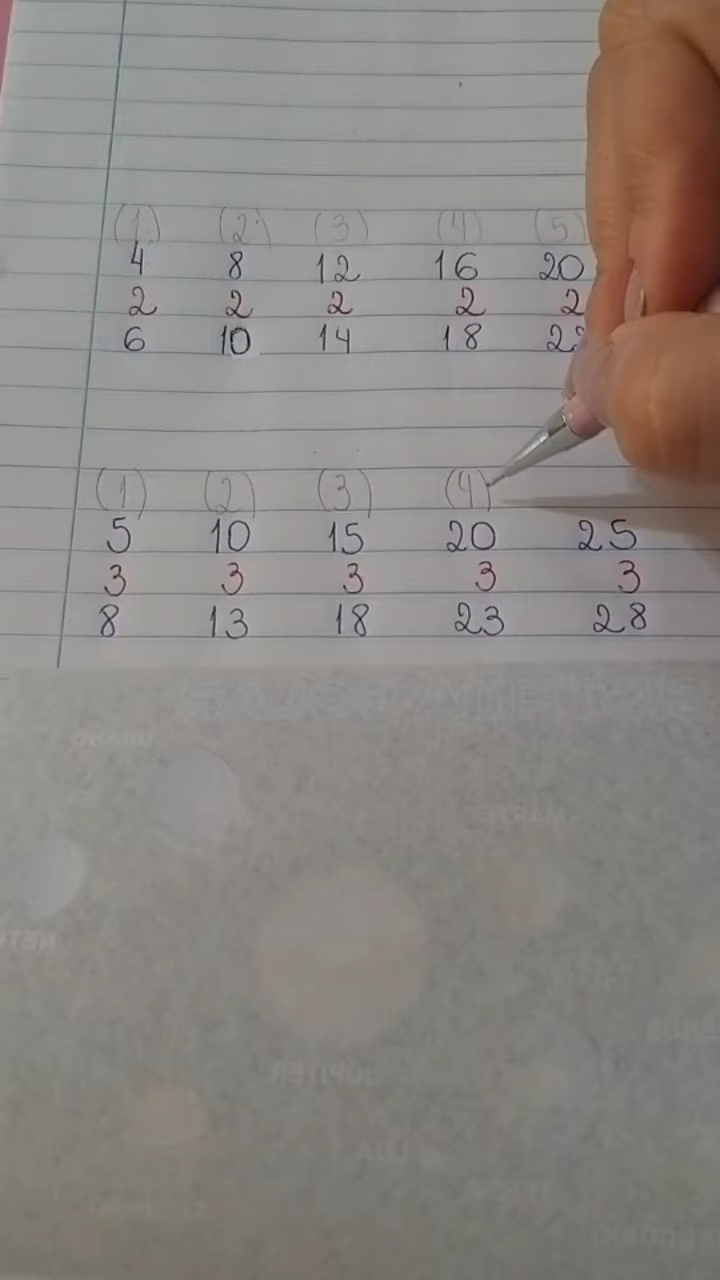 (1) (2) (3) (4) (5)
4 8 12 16 20
2 2 2 2 2
6 10 14 18
(1) (2) (3) (4)
5 10 15 20 25
3 3 3 3 3
8 13 18 23 28
JÚPITER